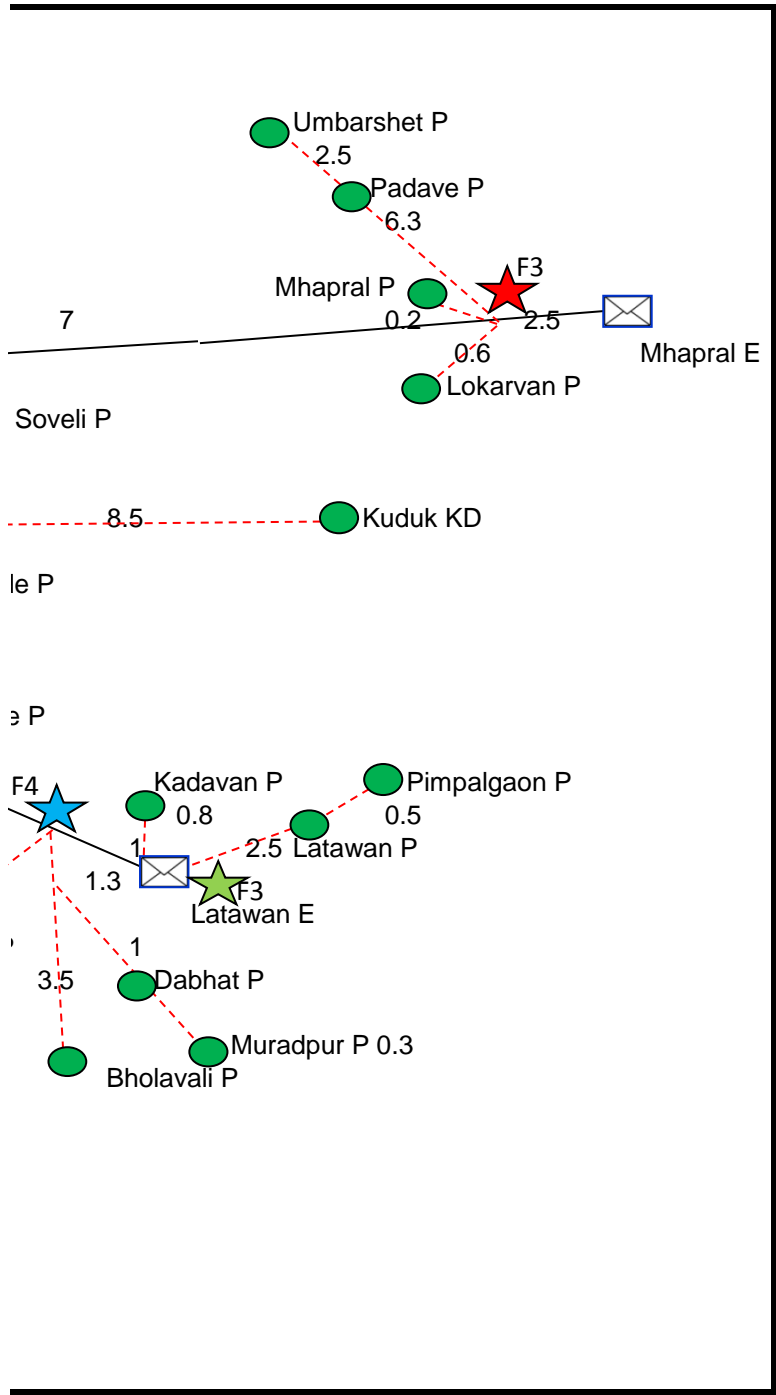 Umbarshet P
2.5
Padave P
6.3
F3
Mhapral P
7
0.2
2.5
0.6
Mhapral E
Lokarvan P
Soveli P
8.5
Kuduk KD
le P
e P
F4
Kadavan P
Pimpalgaon P
0.8
0.5
1
2.5 Latawan P
1.3
F3
Latawan E
1
3.5
Dabhat P
Muradpur P 0.3
Bholavali P